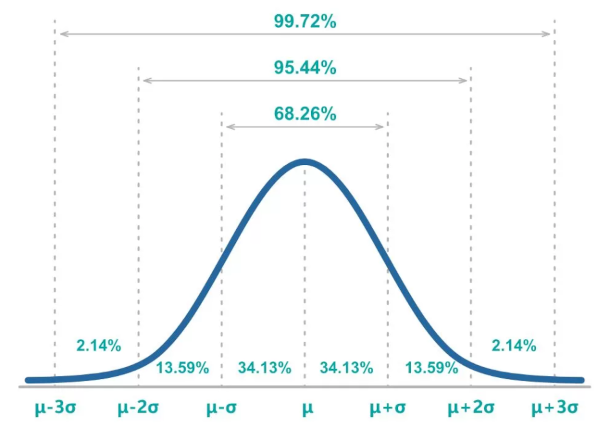 99.72%
95.44%
68.26%
2.14% 2.14%
13.59% 34.13% 34.13% 13.59%
μ-3σ μ-2σ μ-σ μ μ+σ μ+2σ μ+3σ